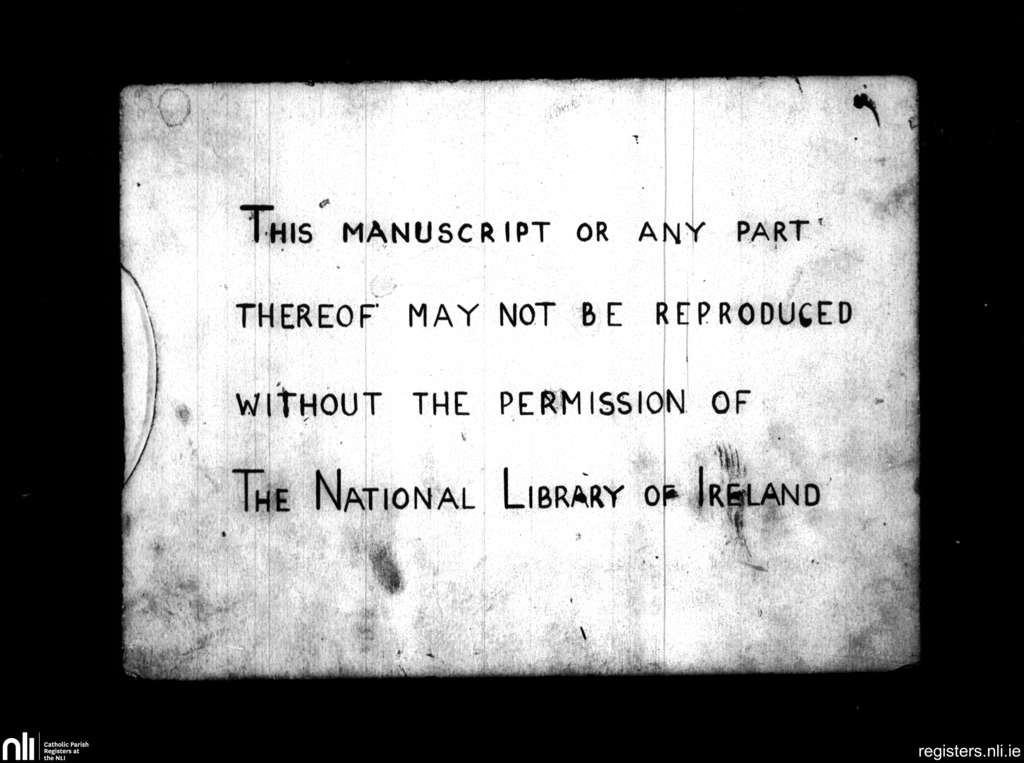 THIS MANUSCRIPT OR ANY PART
THEREOF MAY NOT BE REPRODUCED
WITHOUT THE PERMISSION OF
THE NATIONAL LIBRARY OF IRELAND
nli
Catholic Parish
Registers at
the NLI
registers.nli.ie